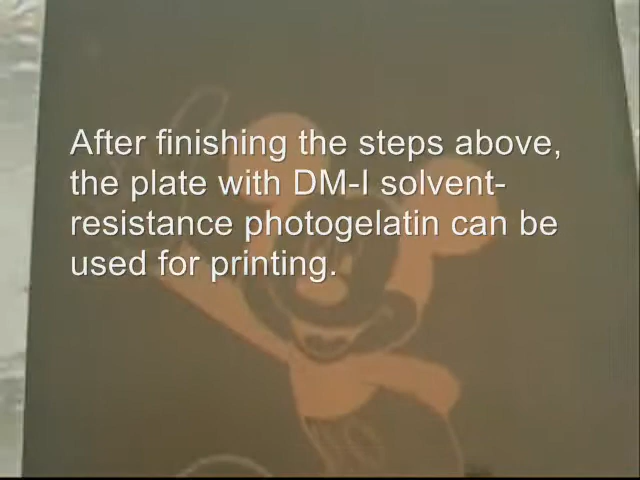 After finishing the steps above,
the plate with DM-I solvent-
resistance photogelatin can be
used for printing.